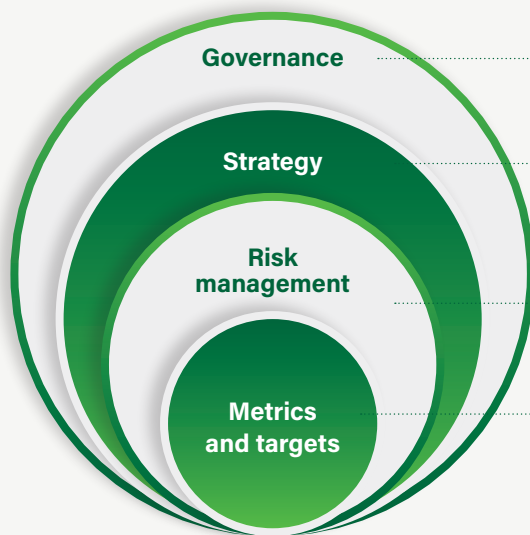 Governance
Strategy
Risk
management
Metrics
and targets